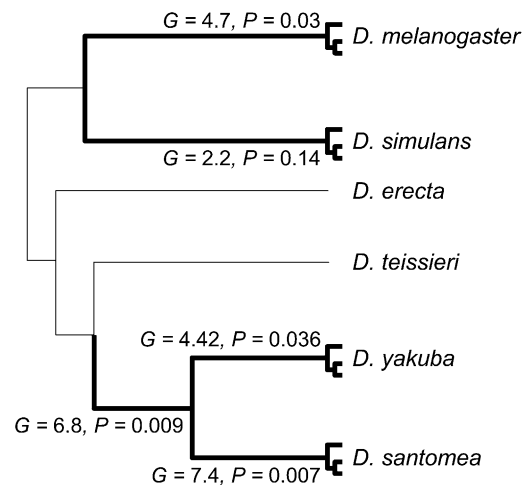 G = 4.7, P = 0.03
D. melanogaster
D. simulans
G = 2.2, P = 0.14
D. erecta
D. teissieri
G = 4.42, P = 0.036
D. yakuba
G = 6.8, P = 0.009
D. santomea
G = 7.4, P = 0.007